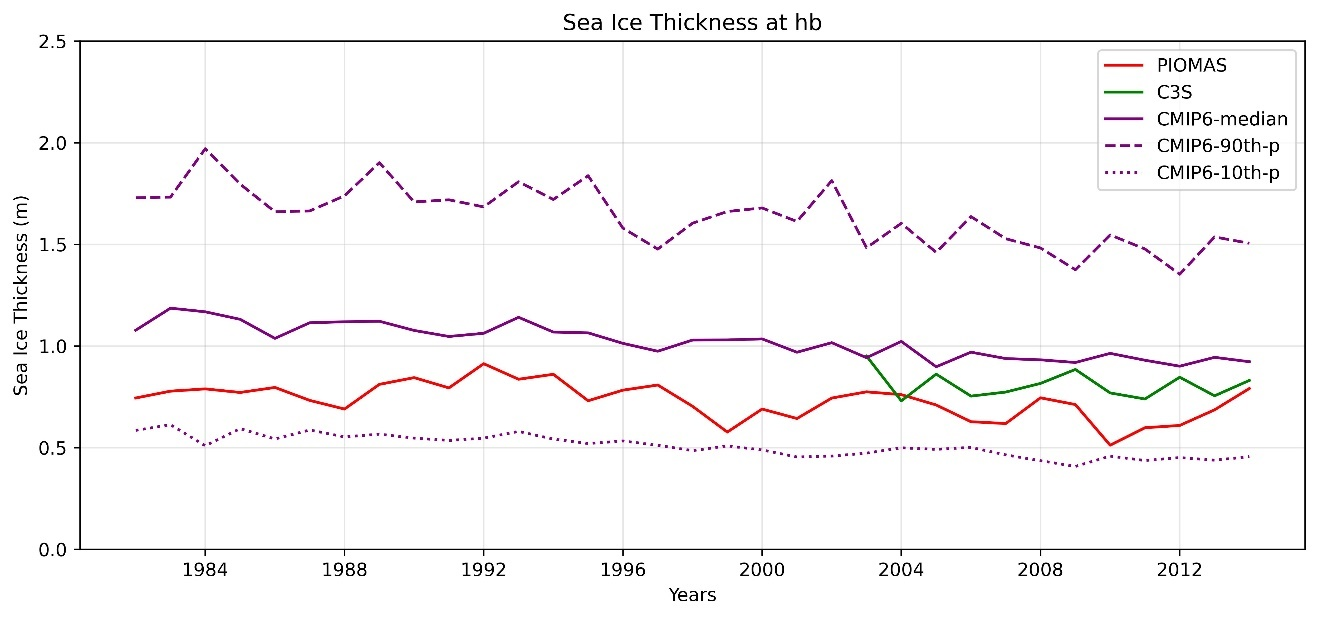 Sea Ice Thickness at hb
2.5
2.0
1.5
1.0
0.5
0.0
Sea Ice Thickness (m)
PIOMAS
C3S
CMIP6-median
CMIP6-90th-p
CMIP6-10th-p
1984 1988 1992 1996 2000 2004 2008 2012
Years